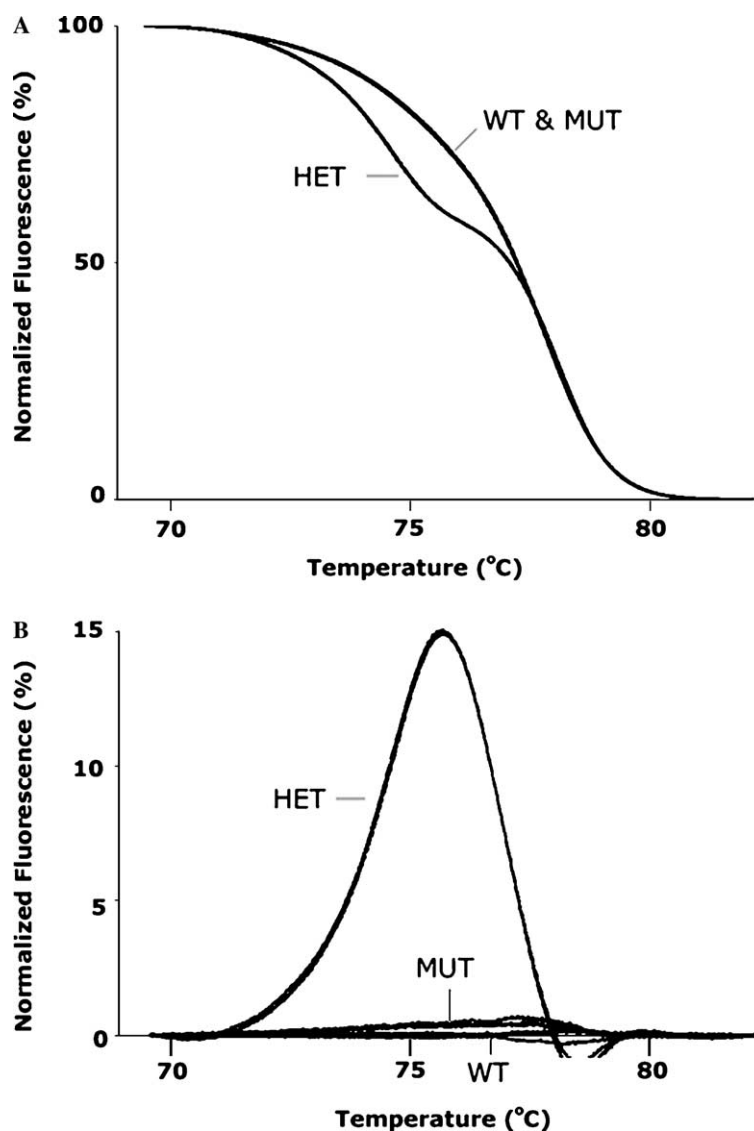 A
Normalized Fluorescence (%)
100
50
0
WT & MUT
HET
70 75 80
Temperature (°C)
B
Normalized Fluorescence (%)
15
10
5
0
HET
MUT
WT
70 75 80
Temperature (°C)